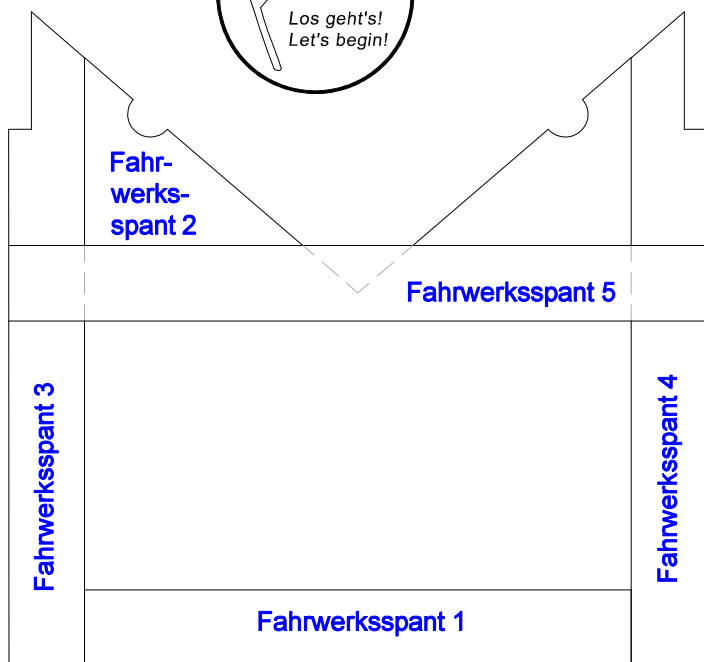 Los geht's!
Let's begin!
Fahr-
werks-
spant 2
Fahrwerksspant 5
Fahrwerksspant 3
Fahrwerksspant 4
Fahrwerksspant 1